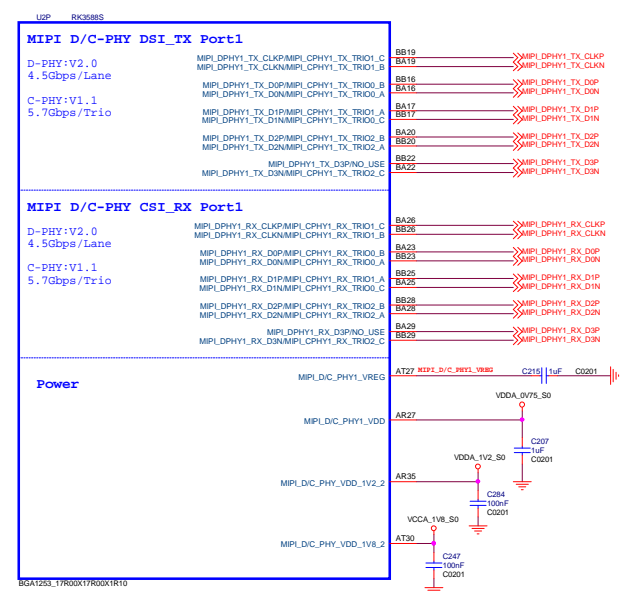 U2P RK3588S
MIPI D/C-PHY DSI_TX Port1
D-PHY:V2.0
4.5Gbps/Lane
C-PHY:V1.1
5.7Gbps/Trio
MIPI_DPHY1_TX_CLKP/MIPI_CPHY1_TX_TRIO1_C BB19 MIPI_DPHY1_TX_CLKP
MIPI_DPHY1_TX_CLKN/MIPI_CPHY1_TX_TRIO1_B BA19 MIPI_DPHY1_TX_CLKN
MIPI_DPHY1_TX_D0P/MIPI_CPHY1_TX_TRIO0_B BB16 MIPI_DPHY1_TX_D0P
MIPI_DPHY1_TX_D0N/MIPI_CPHY1_TX_TRIO0_A BA16 MIPI_DPHY1_TX_D0N
MIPI_DPHY1_TX_D1P/MIPI_CPHY1_TX_TRIO1_A BA17 MIPI_DPHY1_TX_D1P
MIPI_DPHY1_TX_D1N/MIPI_CPHY1_TX_TRIO0_C BB17 MIPI_DPHY1_TX_D1N
MIPI_DPHY1_TX_D2P/MIPI_CPHY1_TX_TRIO2_B BA20 MIPI_DPHY1_TX_D2P
MIPI_DPHY1_TX_D2N/MIPI_CPHY1_TX_TRIO2_A BB20 MIPI_DPHY1_TX_D2N
MIPI_DPHY1_TX_D3P/NO_USE BB22 MIPI_DPHY1_TX_D3P
MIPI_DPHY1_TX_D3N/MIPI_CPHY1_TX_TRIO2_C BA22 MIPI_DPHY1_TX_D3N
MIPI D/C-PHY CSI_RX Port1
D-PHY:V2.0
4.5Gbps/Lane
C-PHY:V1.1
5.7Gbps/Trio
MIPI_DPHY1_RX_CLKP/MIPI_CPHY1_RX_TRIO1_C BA26 MIPI_DPHY1_RX_CLKP
MIPI_DPHY1_RX_CLKN/MIPI_CPHY1_RX_TRIO1_B BB26 MIPI_DPHY1_RX_CLKN
MIPI_DPHY1_RX_D0P/MIPI_CPHY1_RX_TRIO0_B BA23 MIPI_DPHY1_RX_D0P
MIPI_DPHY1_RX_D0N/MIPI_CPHY1_RX_TRIO0_A BB23 MIPI_DPHY1_RX_D0N
MIPI_DPHY1_RX_D1P/MIPI_CPHY1_RX_TRIO1_A BB25 MIPI_DPHY1_RX_D1P
MIPI_DPHY1_RX_D1N/MIPI_CPHY1_RX_TRIO0_C BA25 MIPI_DPHY1_RX_D1N
MIPI_DPHY1_RX_D2P/MIPI_CPHY1_RX_TRIO2_B BB28 MIPI_DPHY1_RX_D2P
MIPI_DPHY1_RX_D2N/MIPI_CPHY1_RX_TRIO2_A BA28 MIPI_DPHY1_RX_D2N
MIPI_DPHY1_RX_D3P/NO_USE BA29 MIPI_DPHY1_RX_D3P
MIPI_DPHY1_RX_D3N/MIPI_CPHY1_RX_TRIO2_C BB29 MIPI_DPHY1_RX_D3N
Power
MIPI_D/C_PHY1_VREG AT27 MIPI_D/C_PHY1_VREG C215 1uF C0201
VDDA_0V75_S0
MIPI_D/C_PHY1_VDD AR27
C207
1uF
C0201
VDDA_1V2_S0
MIPI_D/C_PHY_VDD_1V2_2 AR35
C284
100nF
C0201
VCCA_1V8_S0
MIPI_D/C_PHY_VDD_1V8_2 AT30
C247
100nF
C0201
BGA1253_17R00X17R00X1R10